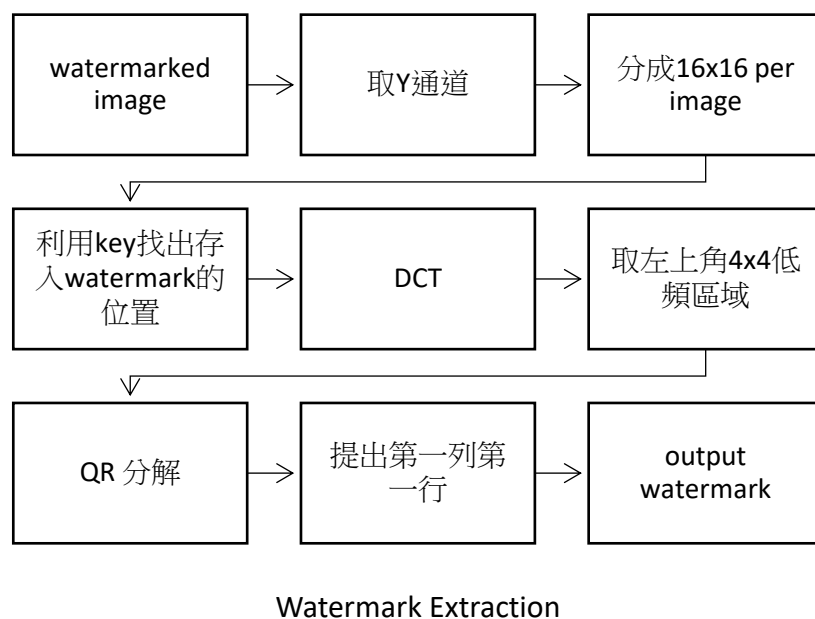 watermarked
image
取Y通道
分成16x16 per
image
利用key找出存
入watermark的
位置
DCT
取左上角4x4低
頻區域
QR 分解
提出第一列第
一行
output
watermark
Watermark Extraction